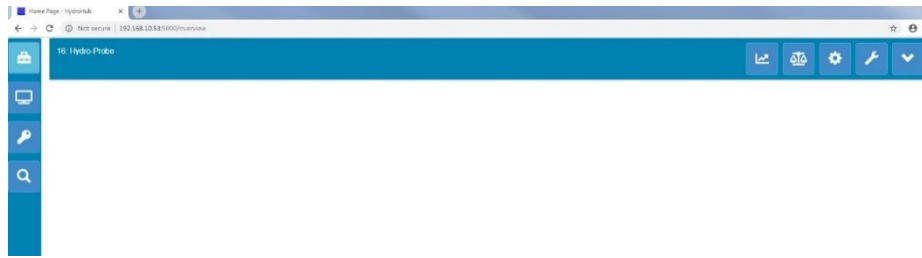 Home Page - HydroHub
Not secure | 192.168.10.53:5000/overview
16: Hydro-Probe